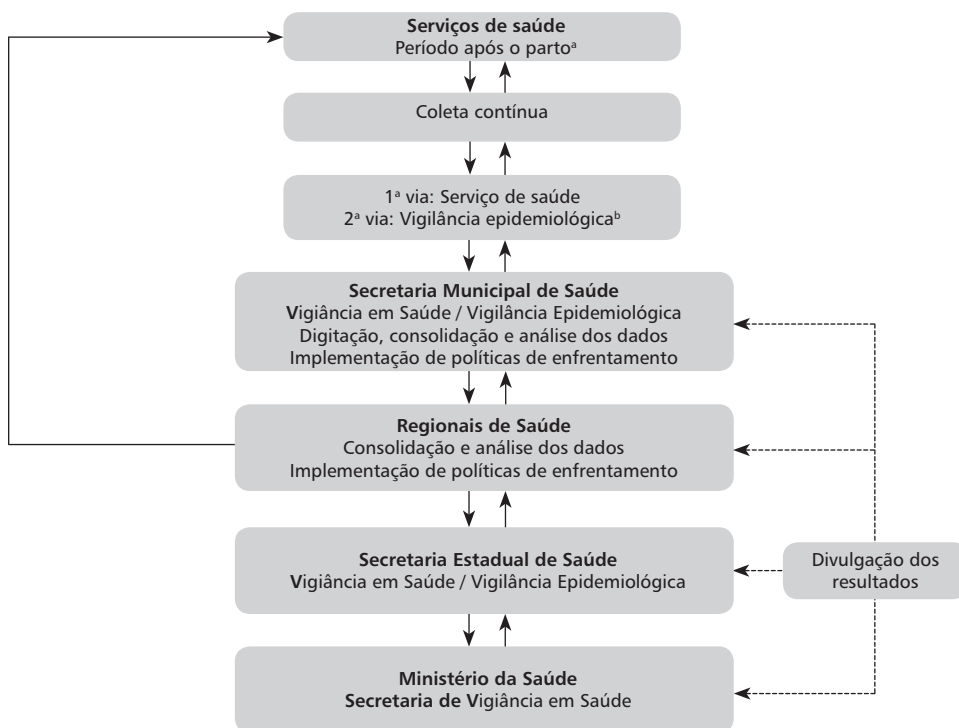 Serviços de saúde
Período após o partoᵃ
Coleta contínua
1ᵃ via: Serviço de saúde
2ᵃ via: Vigilância epidemiológicaᵇ
Secretaria Municipal de Saúde
Vigiância em Saúde / Vigilância Epidemiológica
Digitação, consolidação e análise dos dados
Implementação de políticas de enfrentamento
Regionais de Saúde
Consolidação e análise dos dados
Implementação de políticas de enfrentamento
Secretaria Estadual de Saúde
Vigiância em Saúde / Vigilância Epidemiológica
Divulgação dos
resultados
Ministério da Saúde
Secretaria de Vigiância em Saúde